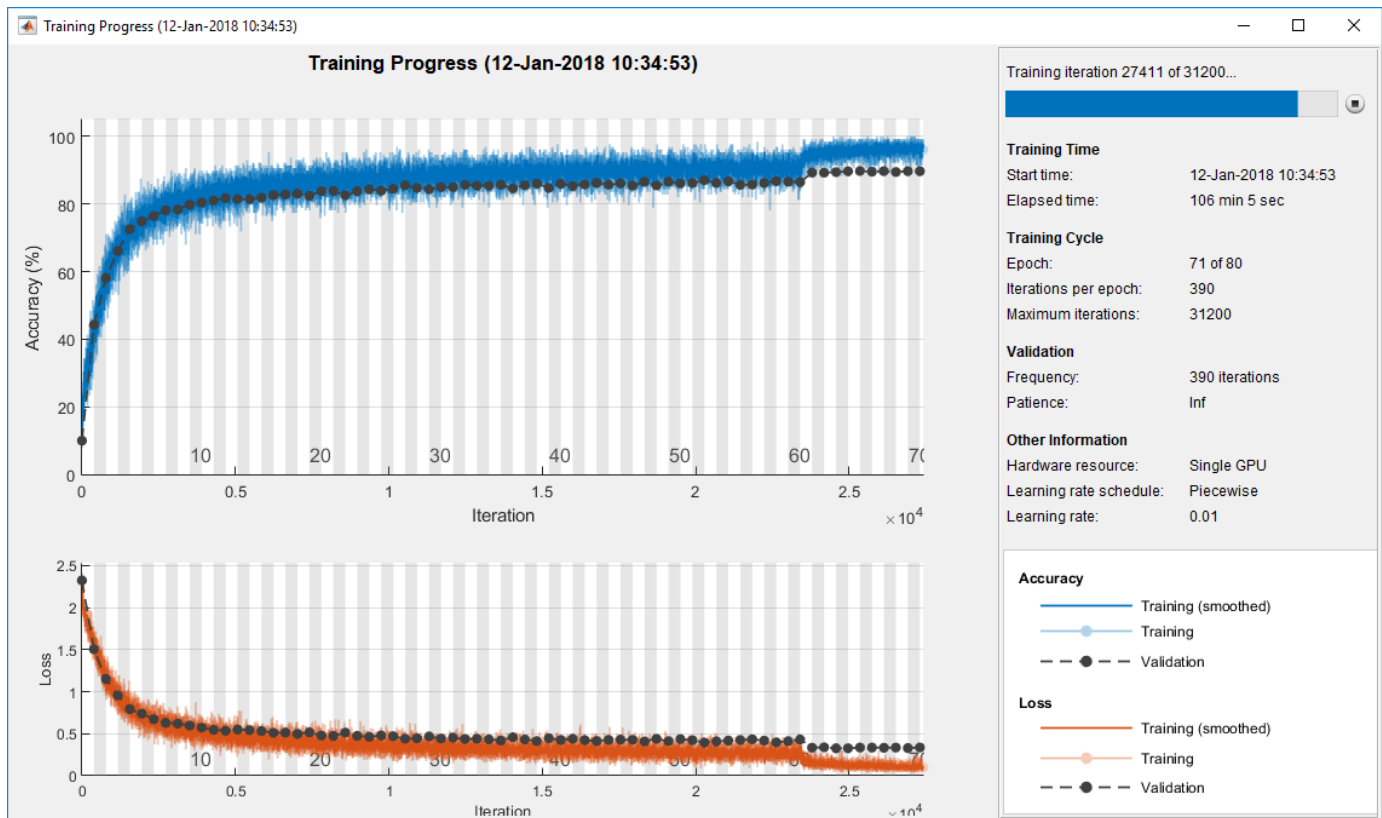 Training Progress (12-Jan-2018 10:34:53)
Training Progress (12-Jan-2018 10:34:53)
100
80
60
40
20
0
Accuracy (%)
10 20 30 40 50 60 70
0 0.5 1 1.5 2 2.5
Iteration
×10⁴
2.5
2
1.5
1
0.5
0
Loss
10 20 30 40 50 60 70
0 0.5 1 1.5 2 2.5
Iteration
×10⁴
Training iteration 27411 of 31200...
Training Time
Start time: 12-Jan-2018 10:34:53
Elapsed time: 106 min 5 sec
Training Cycle
Epoch: 71 of 80
Iterations per epoch: 390
Maximum iterations: 31200
Validation
Frequency: 390 iterations
Patience: Inf
Other Information
Hardware resource: Single GPU
Learning rate schedule: Piecewise
Learning rate: 0.01
Accuracy
Training (smoothed)
Training
Validation
Loss
Training (smoothed)
Training
Validation